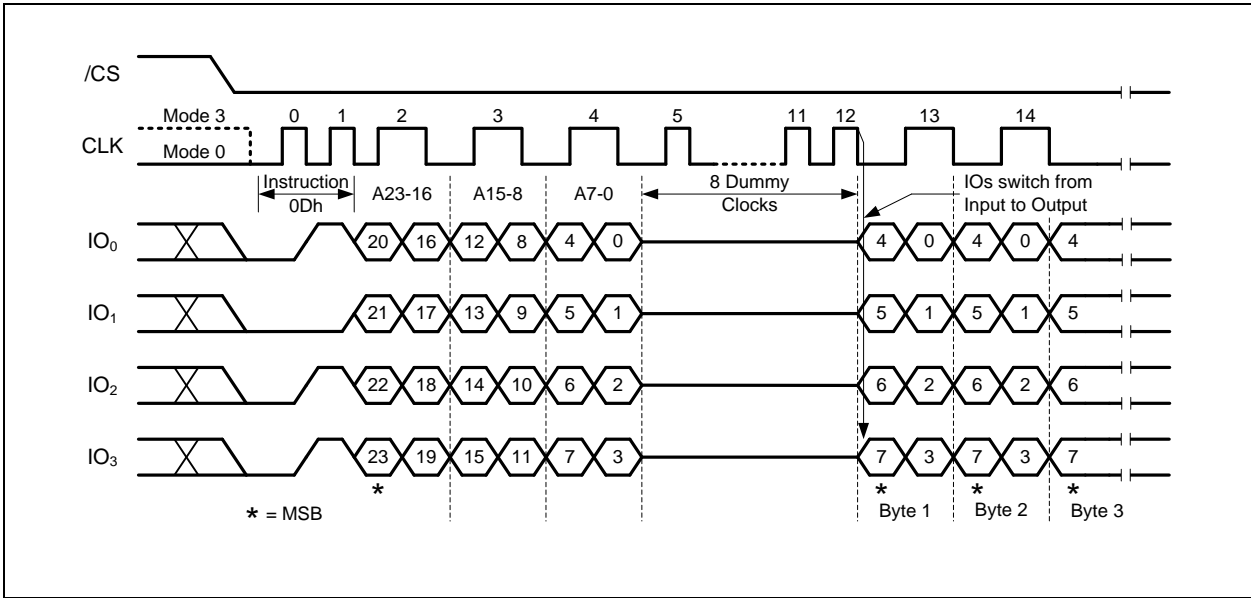 /CS
Mode 3 0 1 2 3 4 5 11 12 13 14
CLK
Mode 0
Instruction 0Dh
A23-16 A15-8 A7-0
8 Dummy Clocks
IOs switch from
Input to Output
IO₀ 20 16 12 8 4 0 4 0 4 0 4
IO₁ 21 17 13 9 5 1 5 1 5 1 5
IO₂ 22 18 14 10 6 2 6 2 6 2 6
IO₃ 23 19 15 11 7 3 7 3 7 3 7
* * * *
* = MSB
Byte 1 Byte 2 Byte 3